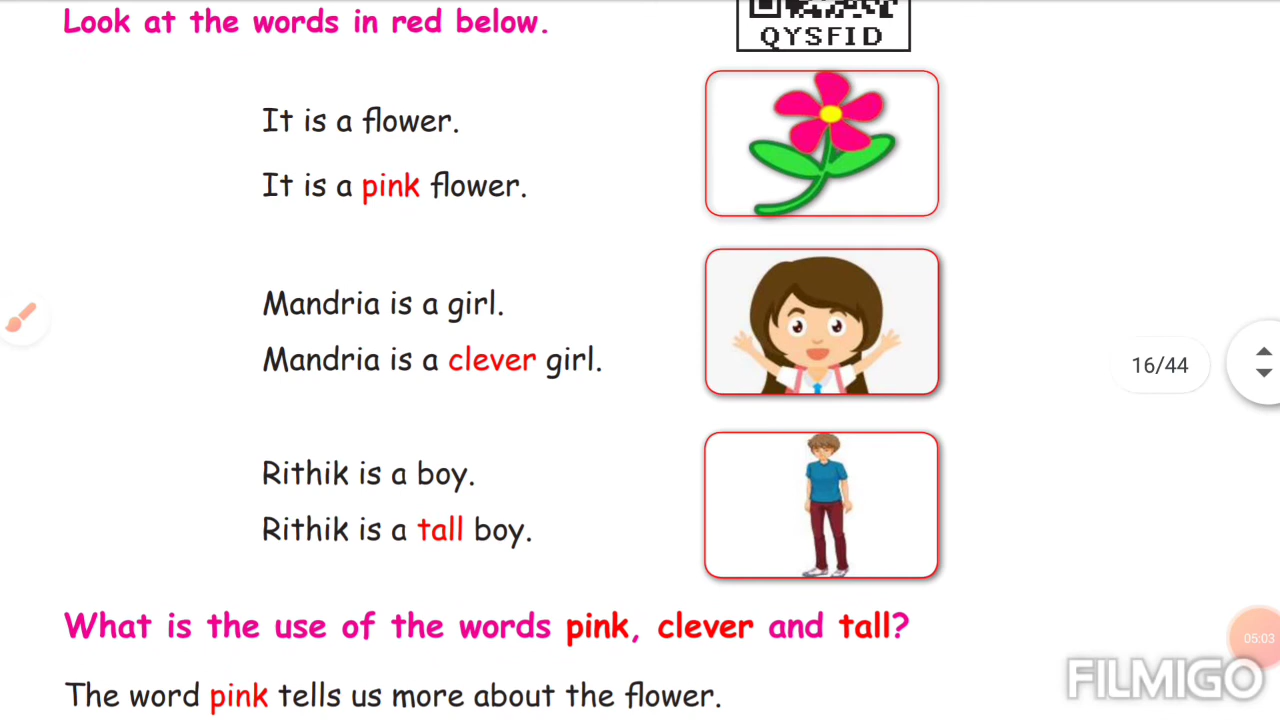 Look at the words in red below.
QYSFID
It is a flower.
It is a pink flower.
Mandria is a girl.
Mandria is a clever girl.
16/44
Rithik is a boy.
Rithik is a tall boy.
What is the use of the words pink, clever and tall?
05:03
The word pink tells us more about the flower.
FILMIGO